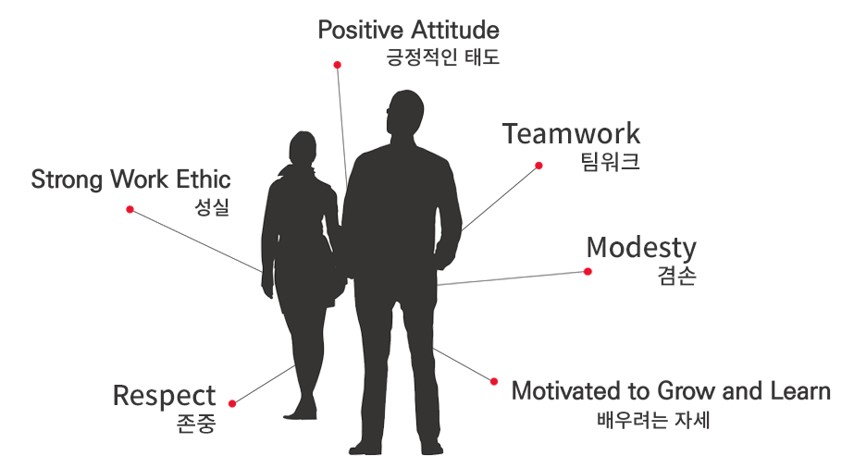 Positive Attitude
긍정적인 태도
Teamwork
팀워크
Strong Work Ethic
성실
Modesty
겸손
Respect
존중
Motivated to Grow and Learn
배우려는 자세